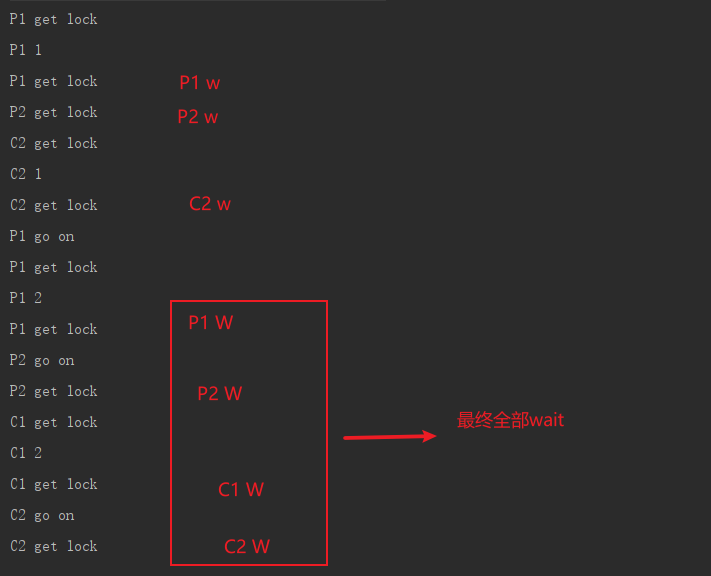 P1 get lock
P1 1
P1 get lock P1 w
P2 get lock P2 w
C2 get lock
C2 1
C2 get lock C2 w
P1 go on
P1 get lock
P1 2
P1 get lock P1 W
P2 go on
P2 get lock P2 W
C1 get lock 最终全部wait
C1 2
C1 get lock C1 W
C2 go on
C2 get lock C2 W